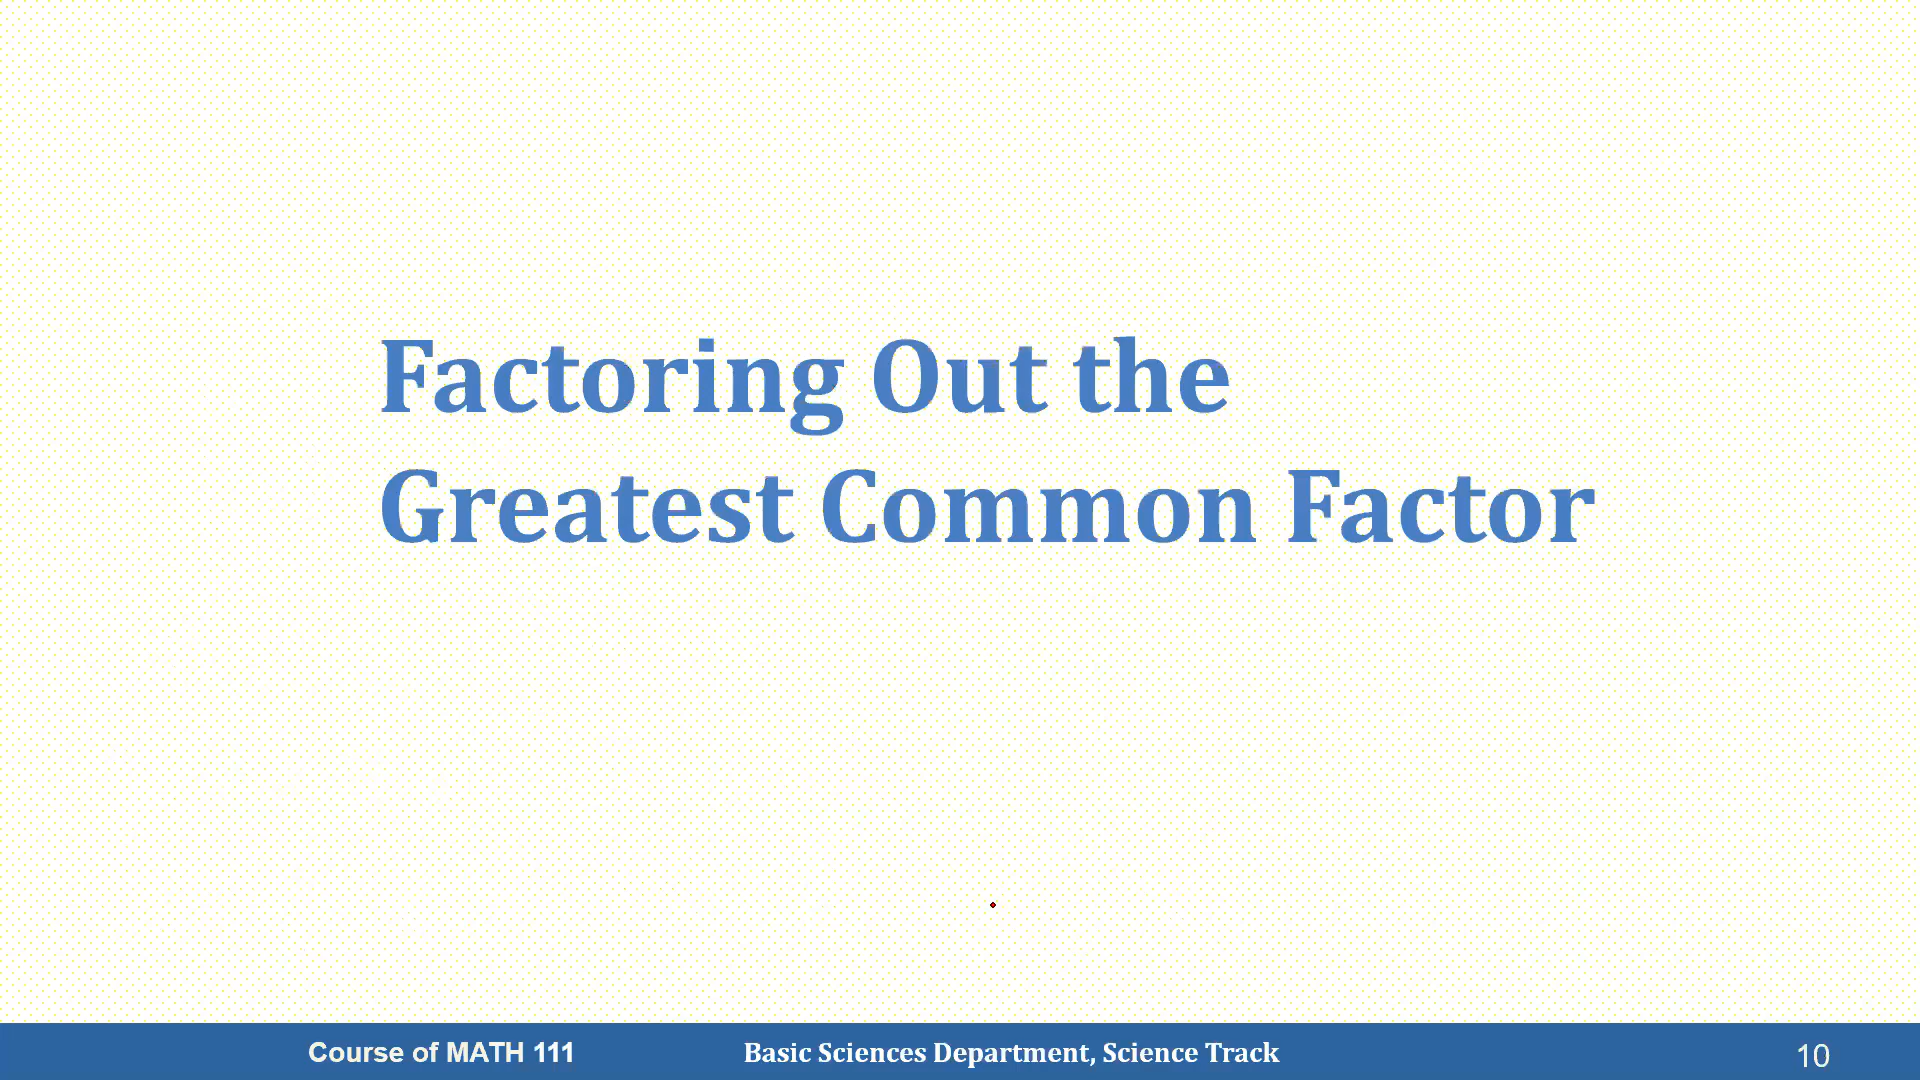 Factoring Out the
Greatest Common Factor
Course of MATH 111
Basic Sciences Department, Science Track
10